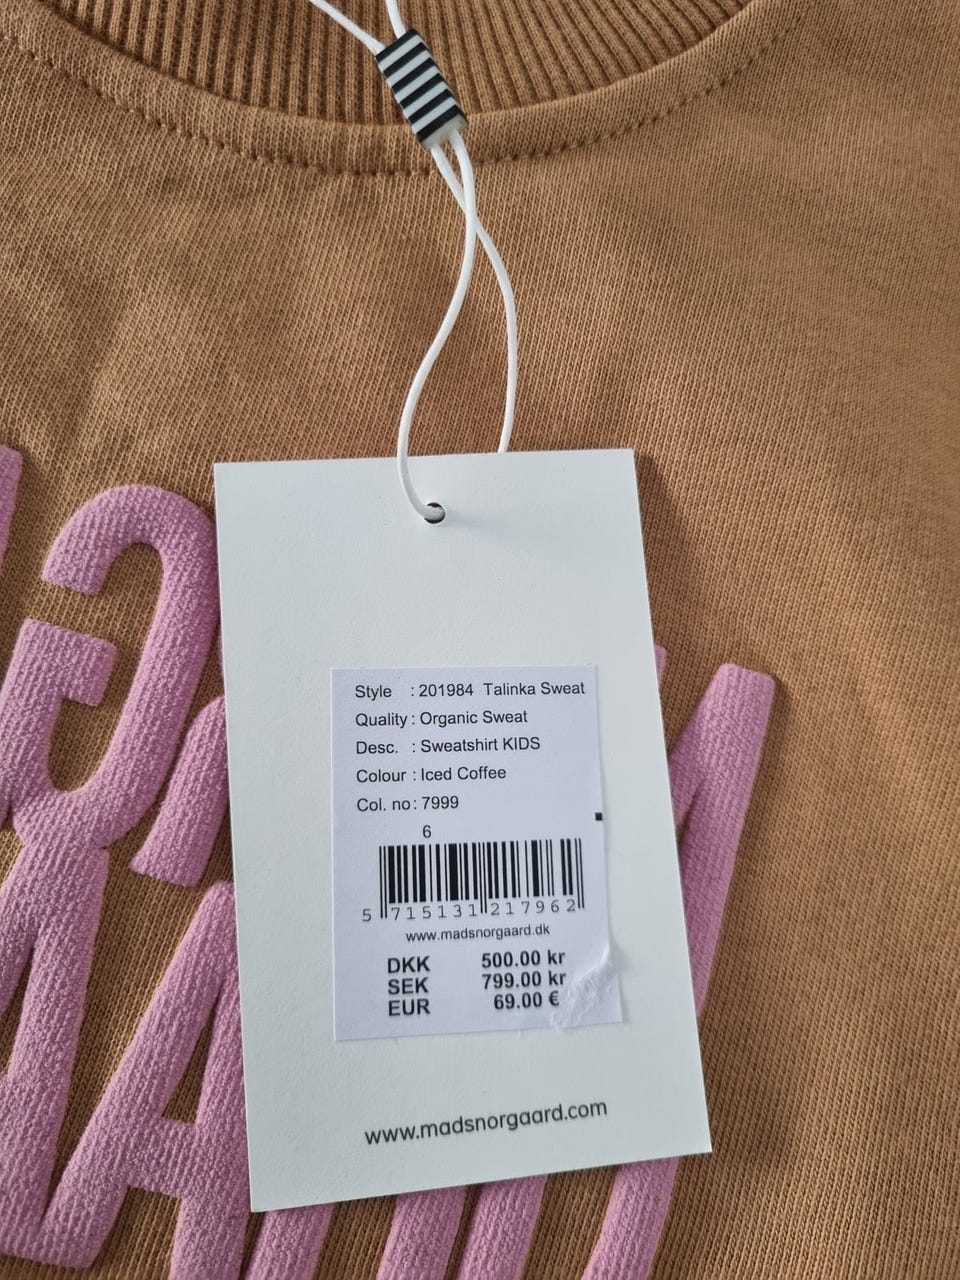 Style : 201984 Talinka Sweat
Quality : Organic Sweat
Desc. : Sweatshirt KIDS
Colour : Iced Coffee
Col. no : 7999
6
5 715131 217962
www.madsnorgaard.dk
DKK 500.00 kr
SEK 799.00 kr
EUR 69.00 €
www.madsnorgaard.com